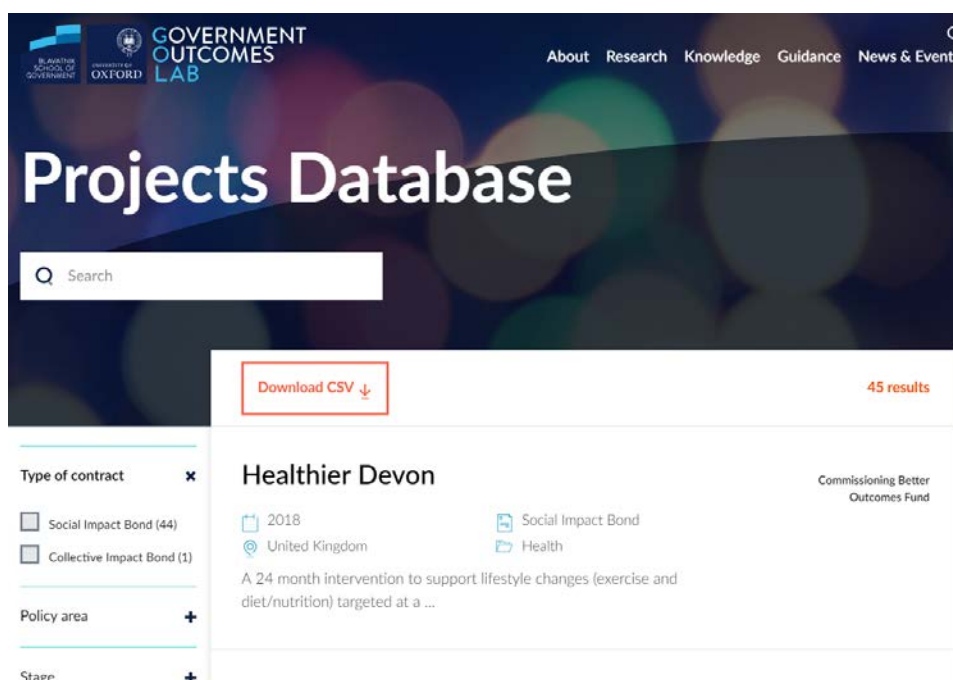 GOVERNMENT
OUTCOMES
LAB
BLAVATNIK
SCHOOL OF
GOVERNMENT
UNIVERSITY OF
OXFORD
About Research Knowledge Guidance News & Event
Projects Database
Search
Download CSV
45 results
Type of contract
Social Impact Bond (44)
Collective Impact Bond (1)
Policy area
Stage
Healthier Devon
Commissioning Better
Outcomes Fund
2018
Social Impact Bond
United Kingdom
Health
A 24 month intervention to support lifestyle changes (exercise and
diet/nutrition) targeted at a ...